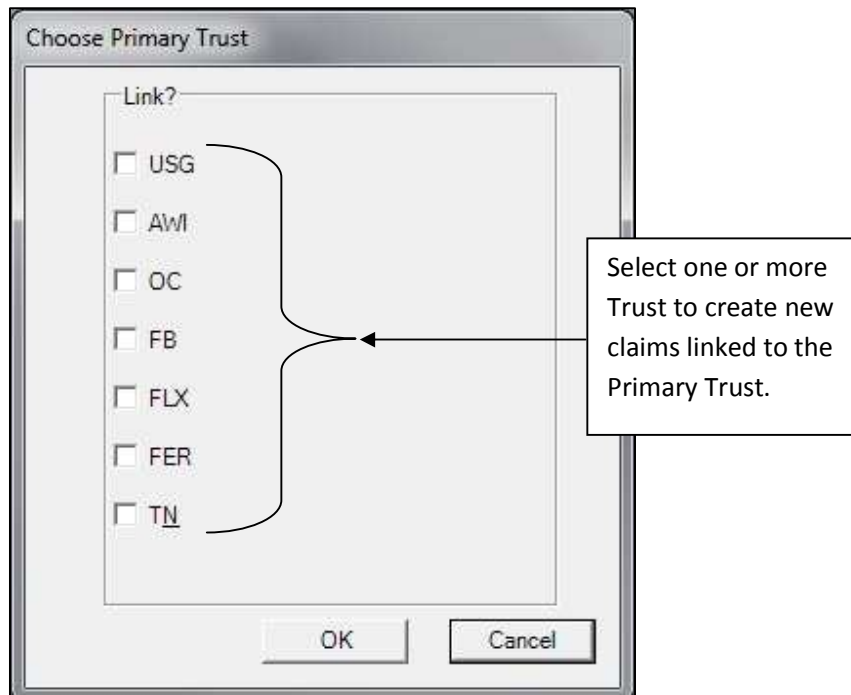 Choose Primary Trust
Link?
USG
AWI
OC
FB
FLX
FER
TN
Select one or more
Trust to create new
claims linked to the
Primary Trust.
OK
Cancel